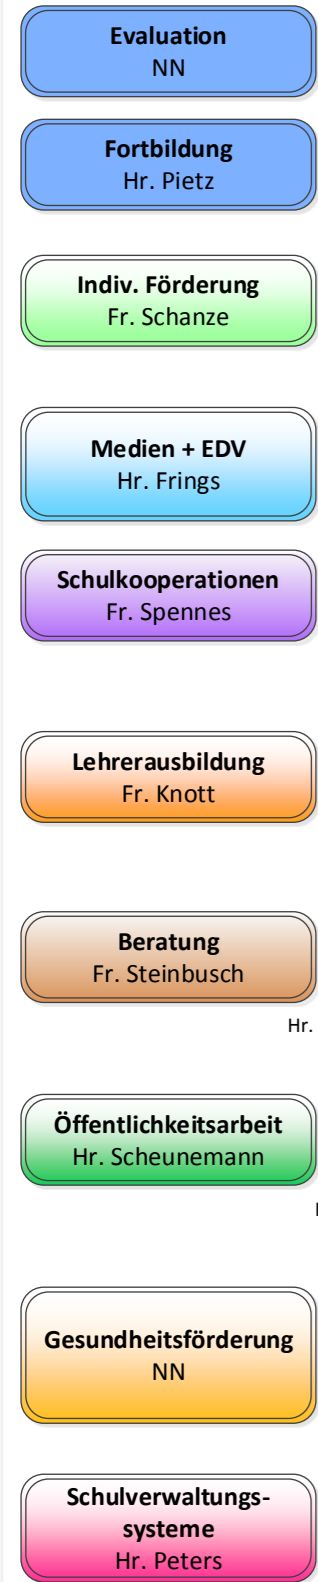 Evaluation
NN
Fortbildung
Hr. Pietz
Indiv. Förderung
Fr. Schanze
Medien + EDV
Hr. Frings
Schulkooperationen
Fr. Spennes
Lehrerausbildung
Fr. Knott
Beratung
Fr. Steinbusch
Hr.
Öffentlichkeitsarbeit
Hr. Scheunemann
Gesundheitsförderung
NN
Schulverwaltungs-
systeme
Hr. Peters